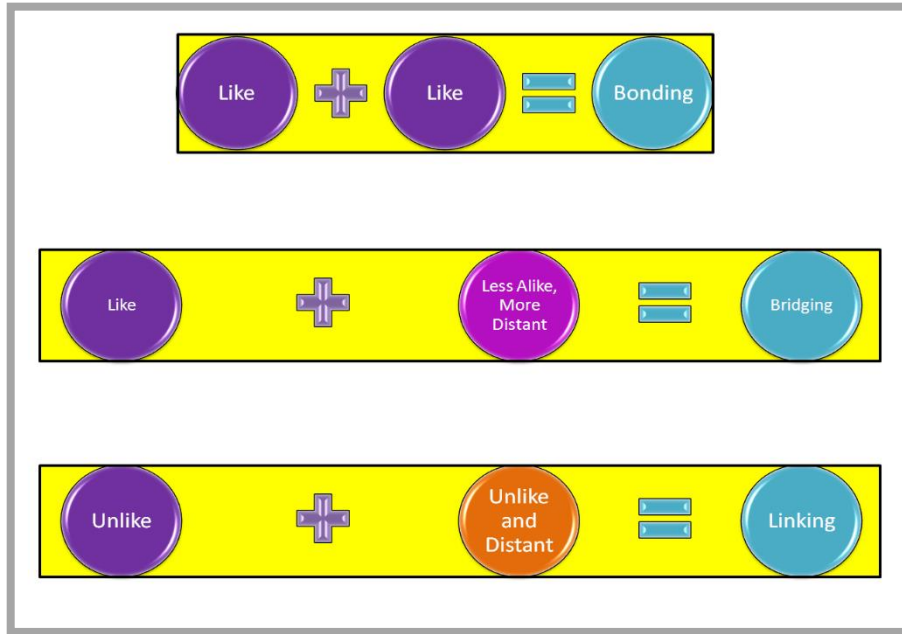 Like
Like
Bonding
Like
Less Alike,
More
Distant
Bridging
Unlike
Unlike
and
Distant
Linking